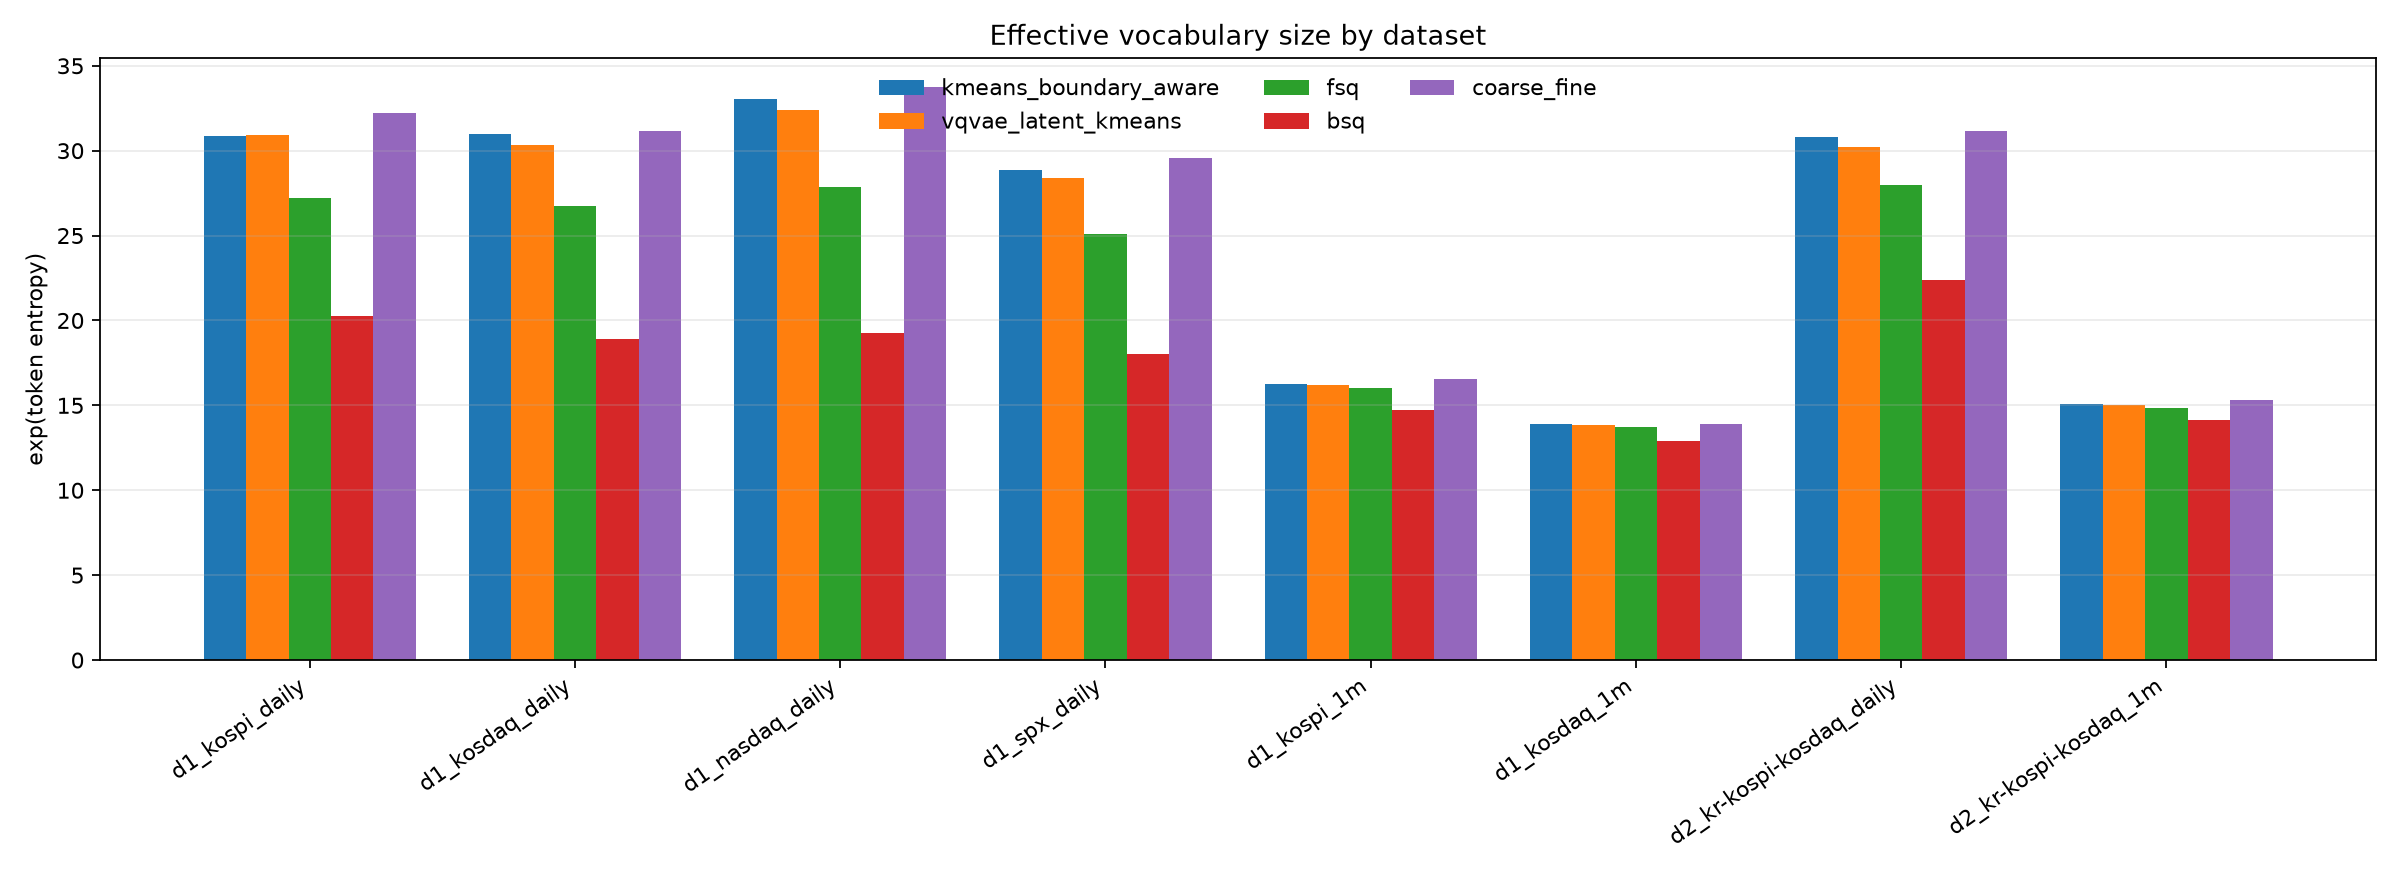 Effective vocabulary size by dataset
kmeans_boundary_aware
vqvae_latent_kmeans
fsq
bsq
coarse_fine
exp(token entropy)
35
30
25
20
15
10
5
0
d1_kospi_daily
d1_kosdaq_daily
d1_nasdaq_daily
d1_spx_daily
d1_kospi_1m
d1_kosdaq_1m
d2_kr-kospi-kosdaq_daily
d2_kr-kospi-kosdaq_1m